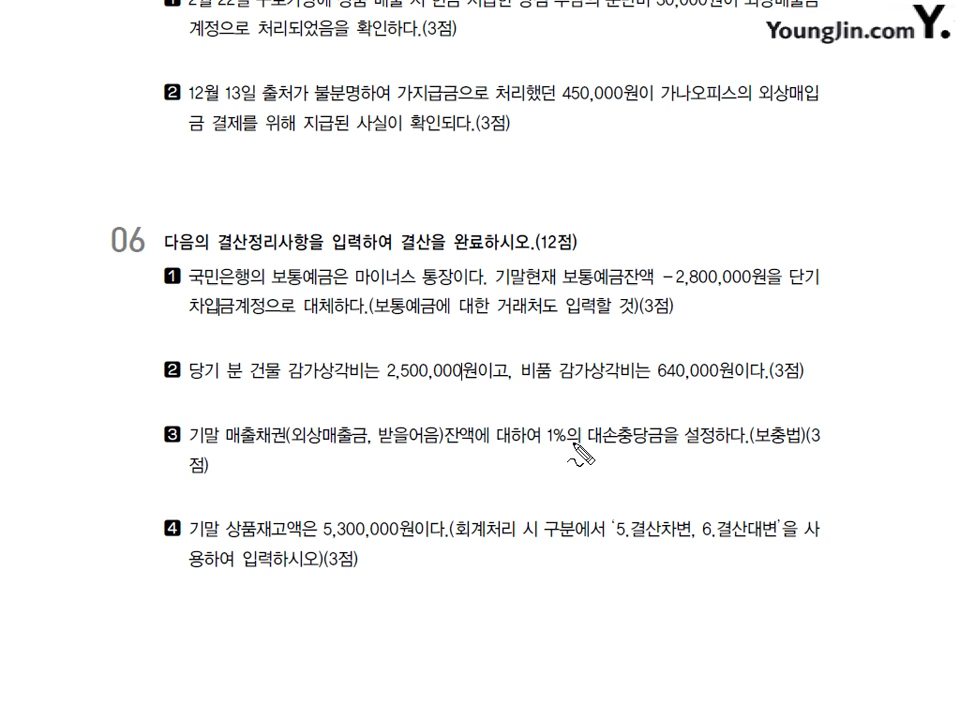 계정으로 처리되었음을 확인하다.(3점)
YoungJin.com Y.
2 12월 13일 출처가 불분명하여 가지급금으로 처리했던 450,000원이 가나오피스의 외상매입
금 결제를 위해 지급된 사실이 확인되다.(3점)
06 다음의 결산정리사항을 입력하여 결산을 완료하시오.(12점)
1 국민은행의 보통예금은 마이너스 통장이다. 기말현재 보통예금잔액 -2,800,000원을 단기
차입금계정으로 대체하다.(보통예금에 대한 거래처도 입력할 것)(3점)
2 당기 분 건물 감가상각비는 2,500,000원이고, 비품 감가상각비는 640,000원이다.(3점)
3 기말 매출채권(외상매출금, 받을어음)잔액에 대하여 1%의 대손충당금을 설정하다.(보충법)(3
점)
4 기말 상품재고액은 5,300,000원이다.(회계처리 시 구분에서 '5.결산차변, 6.결산대변'을 사
용하여 입력하시오)(3점)